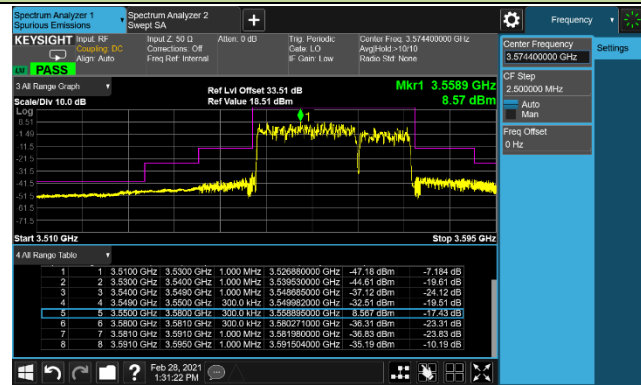 Spectrum Analyzer 1
Spurious Emissions
Spectrum Analyzer 2
Swept SA
Frequency
KEYSIGHT
Input: RF
Coupling: DC
Align: Auto
Input Z: 50 Ω
Corrections: Off
Freq Ref: Internal
Atten: 0 dB
Trig: Periodic
Gate: LO
IF Gain: Low
Center Freq: 3.574400000 GHz
Avg|Hold:>10/10
Radio Std: None
PASS
Center Frequency
3.574400000 GHz
Settings
CF Step
2.500000 MHz
Auto
Man
Freq Offset
0 Hz
3 All Range Graph
Scale/Div 10.0 dB
Ref Lvl Offset 33.51 dB
Ref Value 18.51 dBm
Mkr1 3.5589 GHz
8.57 dBm
Log
8.51
-1.49
-11.5
-21.5
-31.5
-41.5
-51.5
-61.5
-71.5
1
Start 3.510 GHz
Stop 3.595 GHz
4 All Range Table
1 1 3.5100 GHz 3.5300 GHz 1.000 MHz 3.526880000 GHz -47.18 dBm -7.184 dB
2 2 3.5300 GHz 3.5400 GHz 1.000 MHz 3.539530000 GHz -44.61 dBm -19.61 dB
3 3 3.5400 GHz 3.5490 GHz 1.000 MHz 3.548685000 GHz -37.12 dBm -24.12 dB
4 4 3.5490 GHz 3.5500 GHz 300.0 kHz 3.549982000 GHz -32.51 dBm -19.51 dB
5 5 3.5500 GHz 3.5800 GHz 300.0 kHz 3.558895000 GHz 8.567 dBm -17.43 dB
6 6 3.5800 GHz 3.5810 GHz 300.0 kHz 3.580271000 GHz -36.31 dBm -23.31 dB
7 7 3.5810 GHz 3.5910 GHz 1.000 MHz 3.581980000 GHz -36.83 dBm -23.83 dB
8 8 3.5910 GHz 3.5950 GHz 1.000 MHz 3.591504000 GHz -35.19 dBm -10.19 dB
Feb 28, 2021
1:31:22 PM